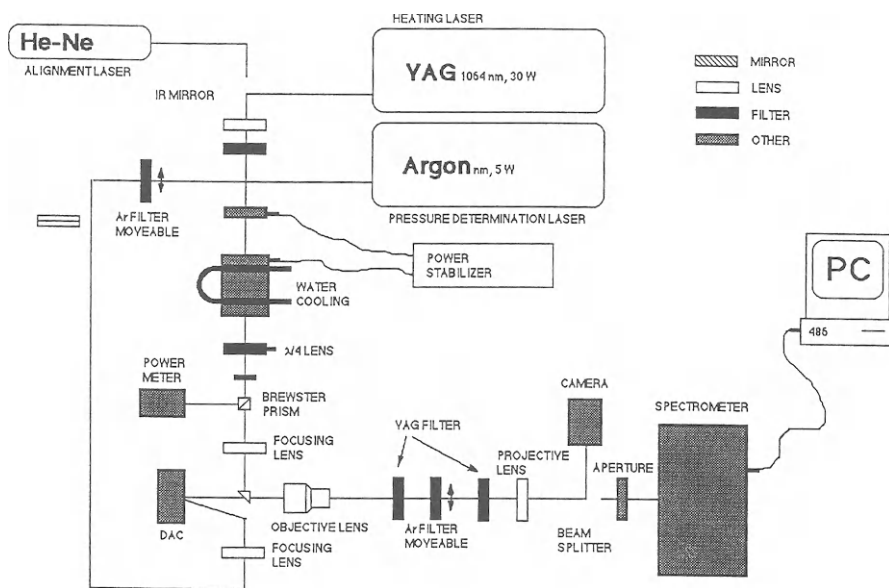 HEATING LASER
He-Ne
ALIGNMENT LASER
YAG 1064 nm, 30 W
IR MIRROR
MIRROR
LENS
FILTER
OTHER
Argon nm, 5 W
Ar FILTER
MOVEABLE
PRESSURE DETERMINATION LASER
POWER
STABILIZER
WATER
COOLING
PC
486
λ/4 LENS
POWER
METER
BREWSTER
PRISM
CAMERA
SPECTROMETER
FOCUSING
LENS
YAG FILTER
PROJECTIVE
LENS
APERTURE
DAC
OBJECTIVE LENS
Ar FILTER
MOVEABLE
BEAM
SPLITTER
FOCUSING
LENS